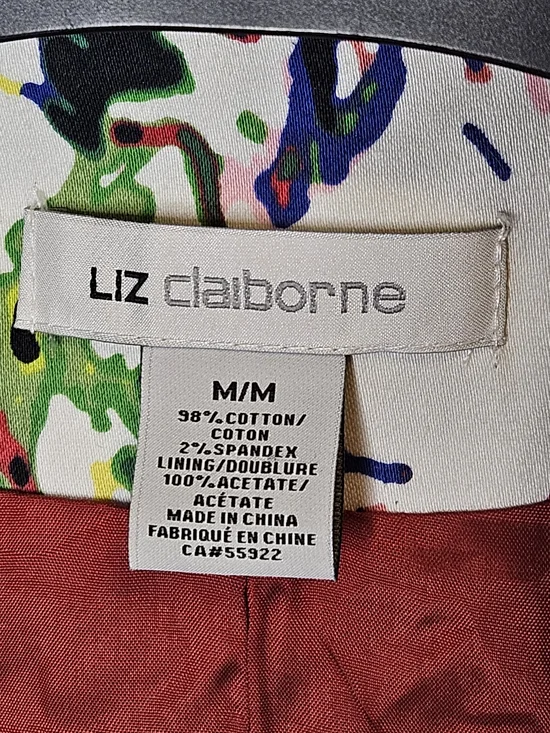 LIZ claiborne
M/M
98% COTTON/
COTON
2% SPANDEX
LINING/DOUBLURE
100% ACETATE/
ACÉTATE
MADE IN CHINA
FABRIQUÉ EN CHINE
CA#55922